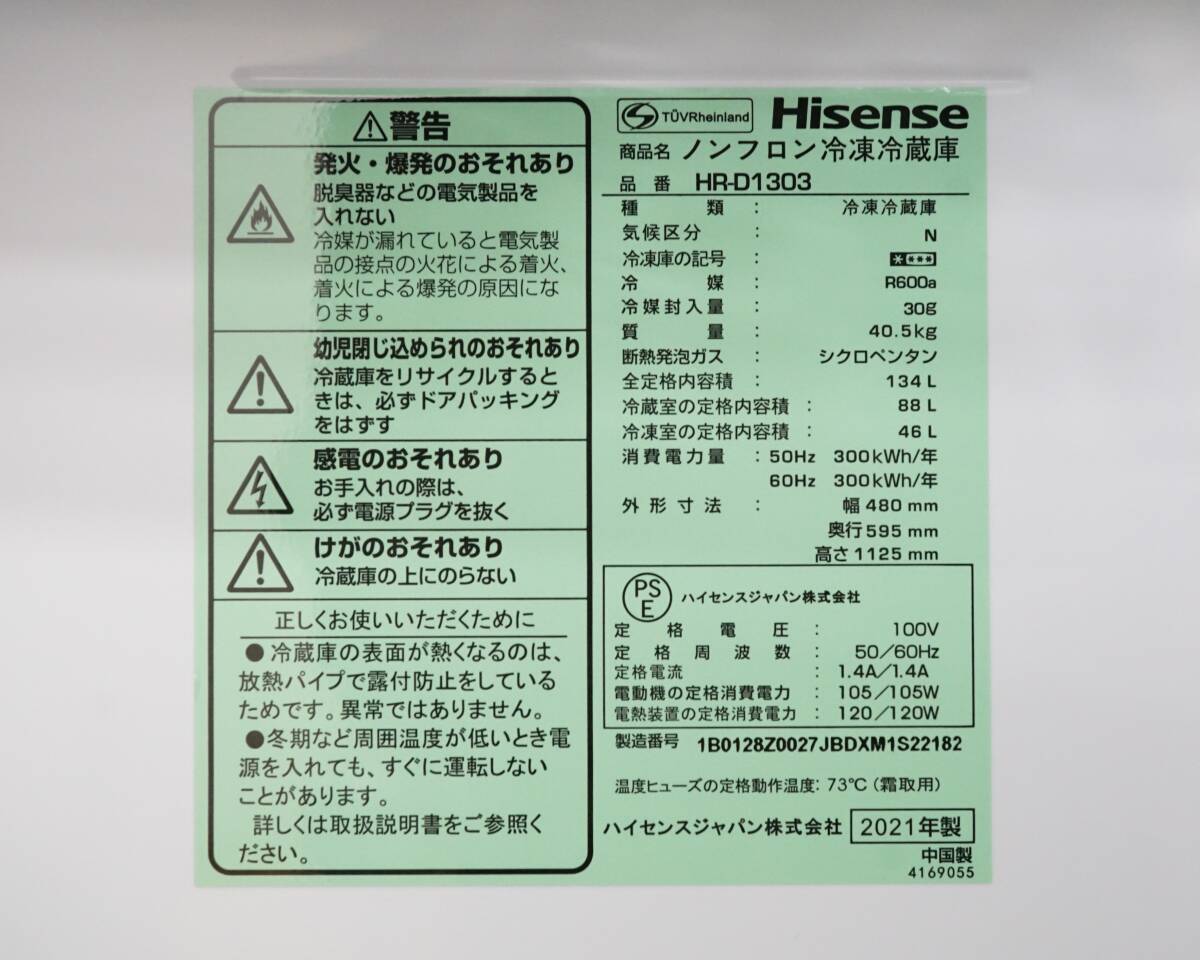 警告
発火・爆発のおそれあり
脱臭器などの電気製品を
入れない
冷媒が漏れていると電気製
品の接点の火花による着火、
着火による爆発の原因にな
ります。
幼児閉じ込められのおそれあり
冷蔵庫をリサイクルすると
きは、必ずドアパッキング
をはずす
感電のおそれあり
お手入れの際は、
必ず電源プラグを抜く
けがのおそれあり
冷蔵庫の上にのらない
正しくお使いいただくために
●冷蔵庫の表面が熱くなるのは、
放熱パイプで露付防止をしている
ためです。異常ではありません。
●冬期など周囲温度が低いとき電
源を入れても、すぐに運転しない
ことがあります。
詳しくは取扱説明書をご参照く
ださい。
TÜVRheinland Hisense
商品名 ノンフロン冷凍冷蔵庫
品番 HR-D1303
種類 : 冷凍冷蔵庫
気候区分 : N
冷凍庫の記号 : * ***
冷媒 : R600a
冷媒封入量 : 30g
質量 : 40.5kg
断熱発泡ガス : シクロペンタン
全定格内容積 : 134 L
冷蔵室の定格内容積 : 88 L
冷凍室の定格内容積 : 46 L
消費電力量 : 50Hz 300kWh/年
60Hz 300kWh/年
外形寸法 : 幅 480 mm
奥行 595 mm
高さ 1125 mm
PSE ハイセンスジャパン株式会社
定格電圧 : 100V
定格周波数 : 50/60Hz
定格電流 : 1.4A/1.4A
電動機の定格消費電力 : 105/105W
電熱装置の定格消費電力 : 120/120W
製造番号 1B0128Z0027JBDXM1S22182
温度ヒューズの定格動作温度: 73℃ (霜取用)
ハイセンスジャパン株式会社 2021年製
中国製
4169055